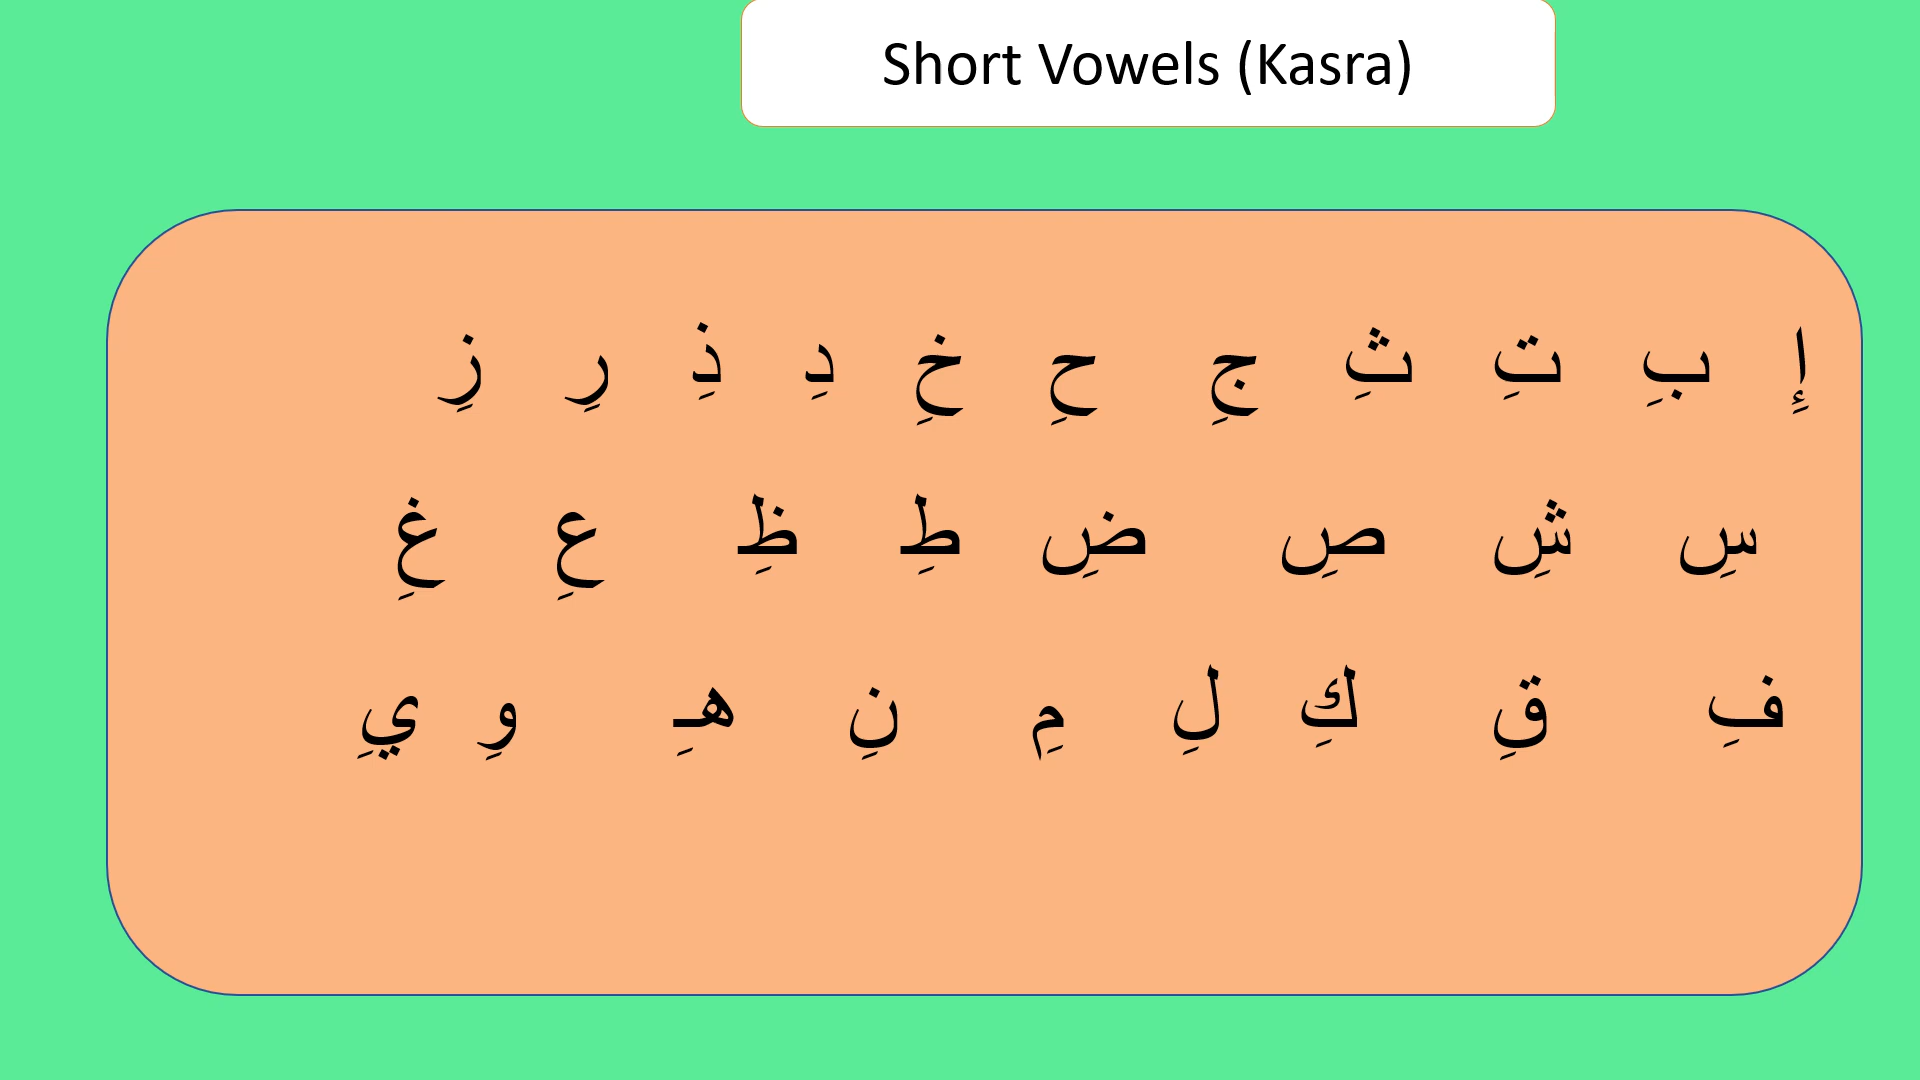 Short Vowels (Kasra)
إِ بِ تِ ثِ جِ حِ خِ دِ ذِ رِ زِ
سِ شِ صِ ضِ طِ ظِ عِ غِ
فِ قِ كِ لِ مِ نِ هـِ وِ يِ